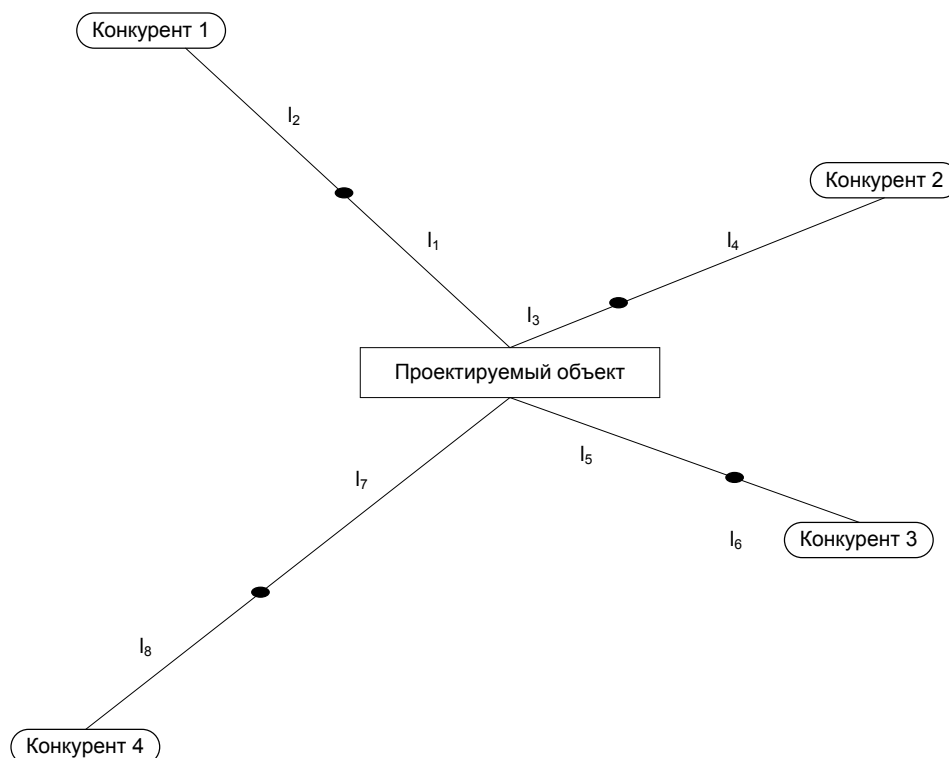 Конкурент 1
l₂
Конкурент 2
l₁
l₄
l₃
Проектируемый объект
l₅
l₇
l₆
Конкурент 3
l₈
Конкурент 4